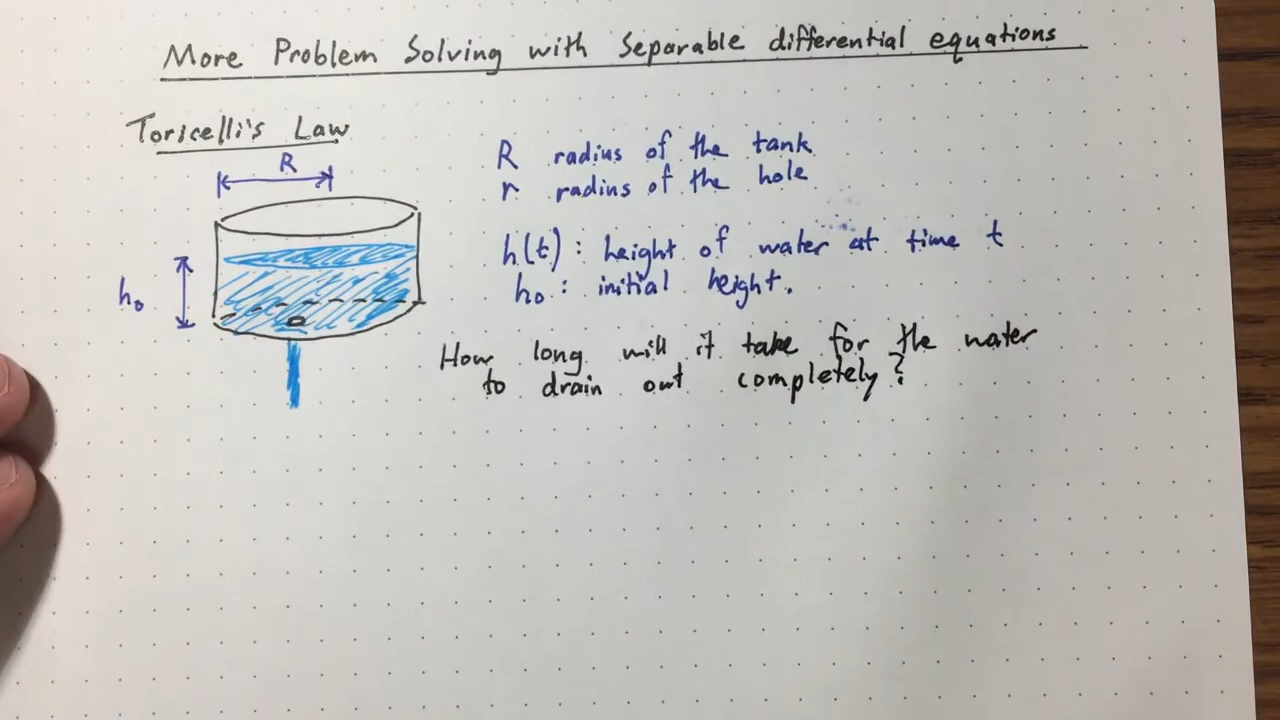 More Problem Solving with Separable differential equations
Toricelli's Law
R
h₀
R radius of the tank
r radius of the hole
h(t) : height of water at time t
h₀ : initial height.
How long will it take for the water
to drain out completely?